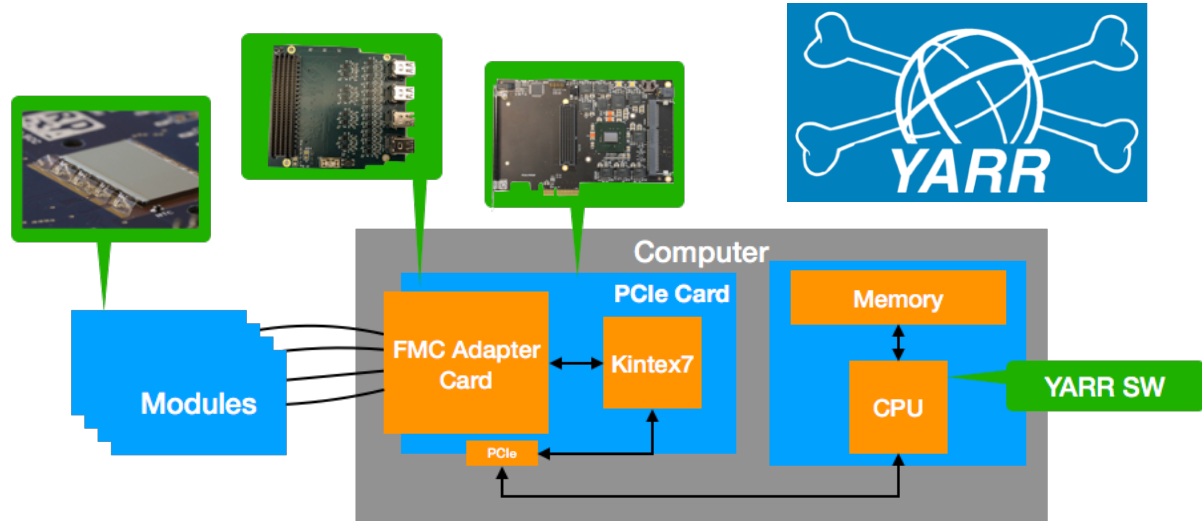 YARR
Computer
PCIe Card
Memory
FMC Adapter
Card
Kintex7
Modules
CPU
YARR SW
PCIe